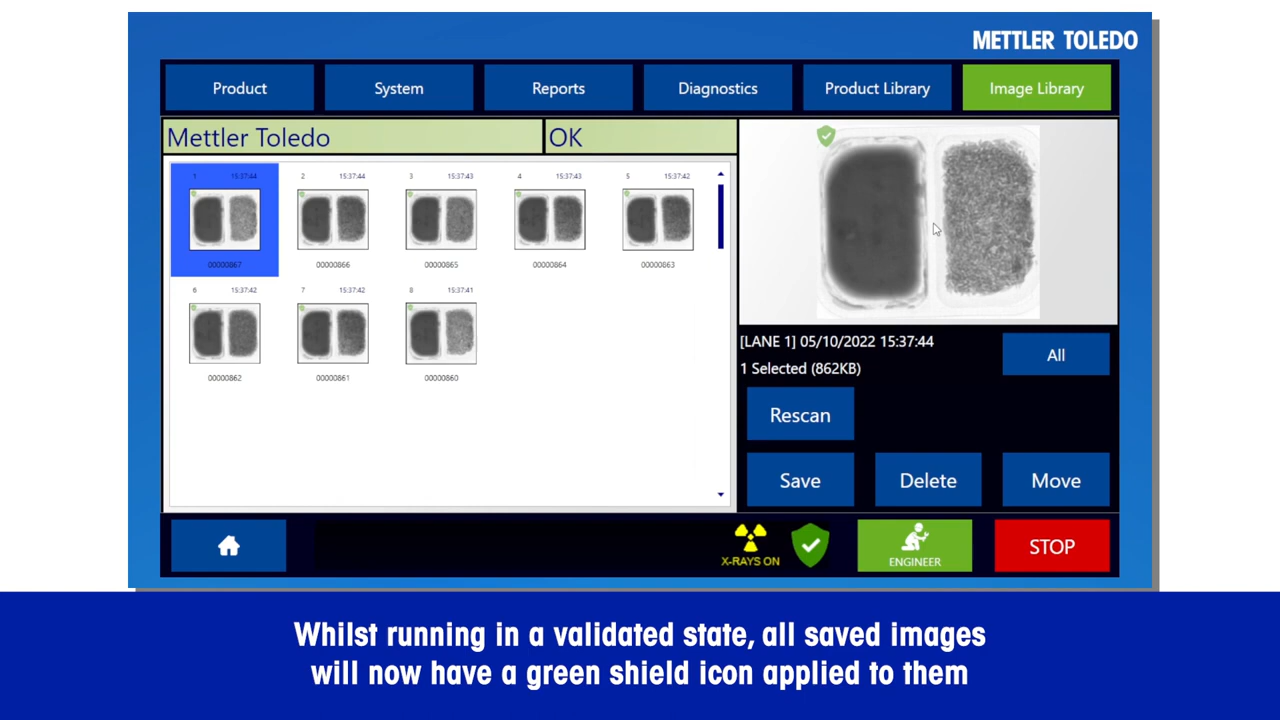 METTLER TOLEDO
Product System Reports Diagnostics Product Library Image Library
Mettler Toledo OK
1 15:37:44 2 15:37:44 3 15:37:43 4 15:37:43 5 15:37:42
00000867 00000866 00000865 00000864 00000863
6 15:37:42 7 15:37:42 8 15:37:41
00000862 00000861 00000860
[LANE 1] 05/10/2022 15:37:44
1 Selected (862KB)
All
Rescan
Save Delete Move
X-RAYS ON ENGINEER STOP
Whilst running in a validated state, all saved images
will now have a green shield icon applied to them